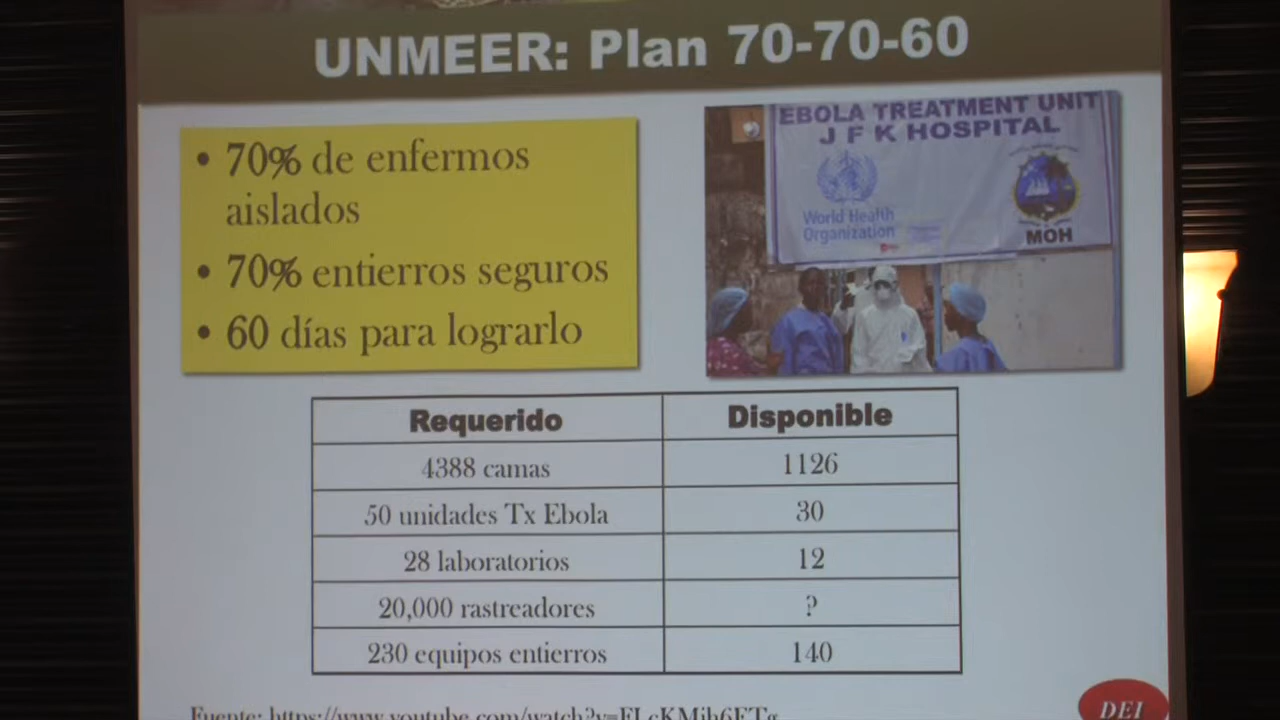 UNMEER: Plan 70-70-60
• 70% de enfermos
aislados
• 70% entierros seguros
• 60 días para lograrlo
EBOLA TREATMENT UNIT
J F K HOSPITAL
World Health
Organization
MOH
Requerido Disponible
4388 camas 1126
50 unidades Tx Ebola 30
28 laboratorios 12
20,000 rastreadores ?
230 equipos entierros 140
Fuente:
DEI